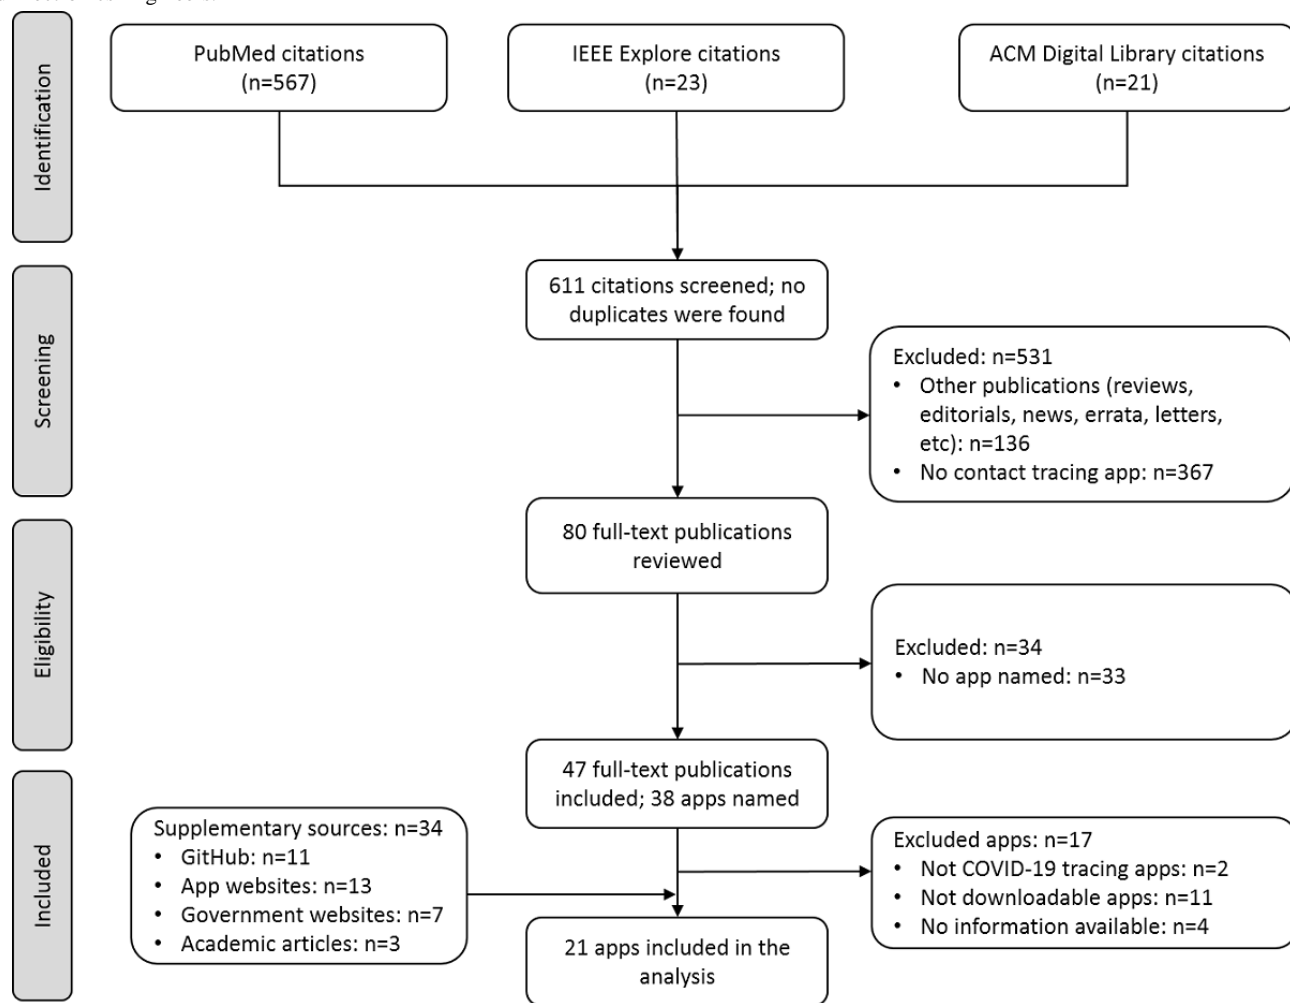 Identification
PubMed citations
(n=567)
IEEE Explore citations
(n=23)
ACM Digital Library citations
(n=21)
Screening
611 citations screened; no
duplicates were found
Excluded: n=531
• Other publications (reviews,
editorials, news, errata, letters,
etc): n=136
• No contact tracing app: n=367
Eligibility
80 full-text publications
reviewed
Excluded: n=34
• No app named: n=33
Included
47 full-text publications
included; 38 apps named
Supplementary sources: n=34
• GitHub: n=11
• App websites: n=13
• Government websites: n=7
• Academic articles: n=3
Excluded apps: n=17
• Not COVID-19 tracing apps: n=2
• Not downloadable apps: n=11
• No information available: n=4
21 apps included in the
analysis